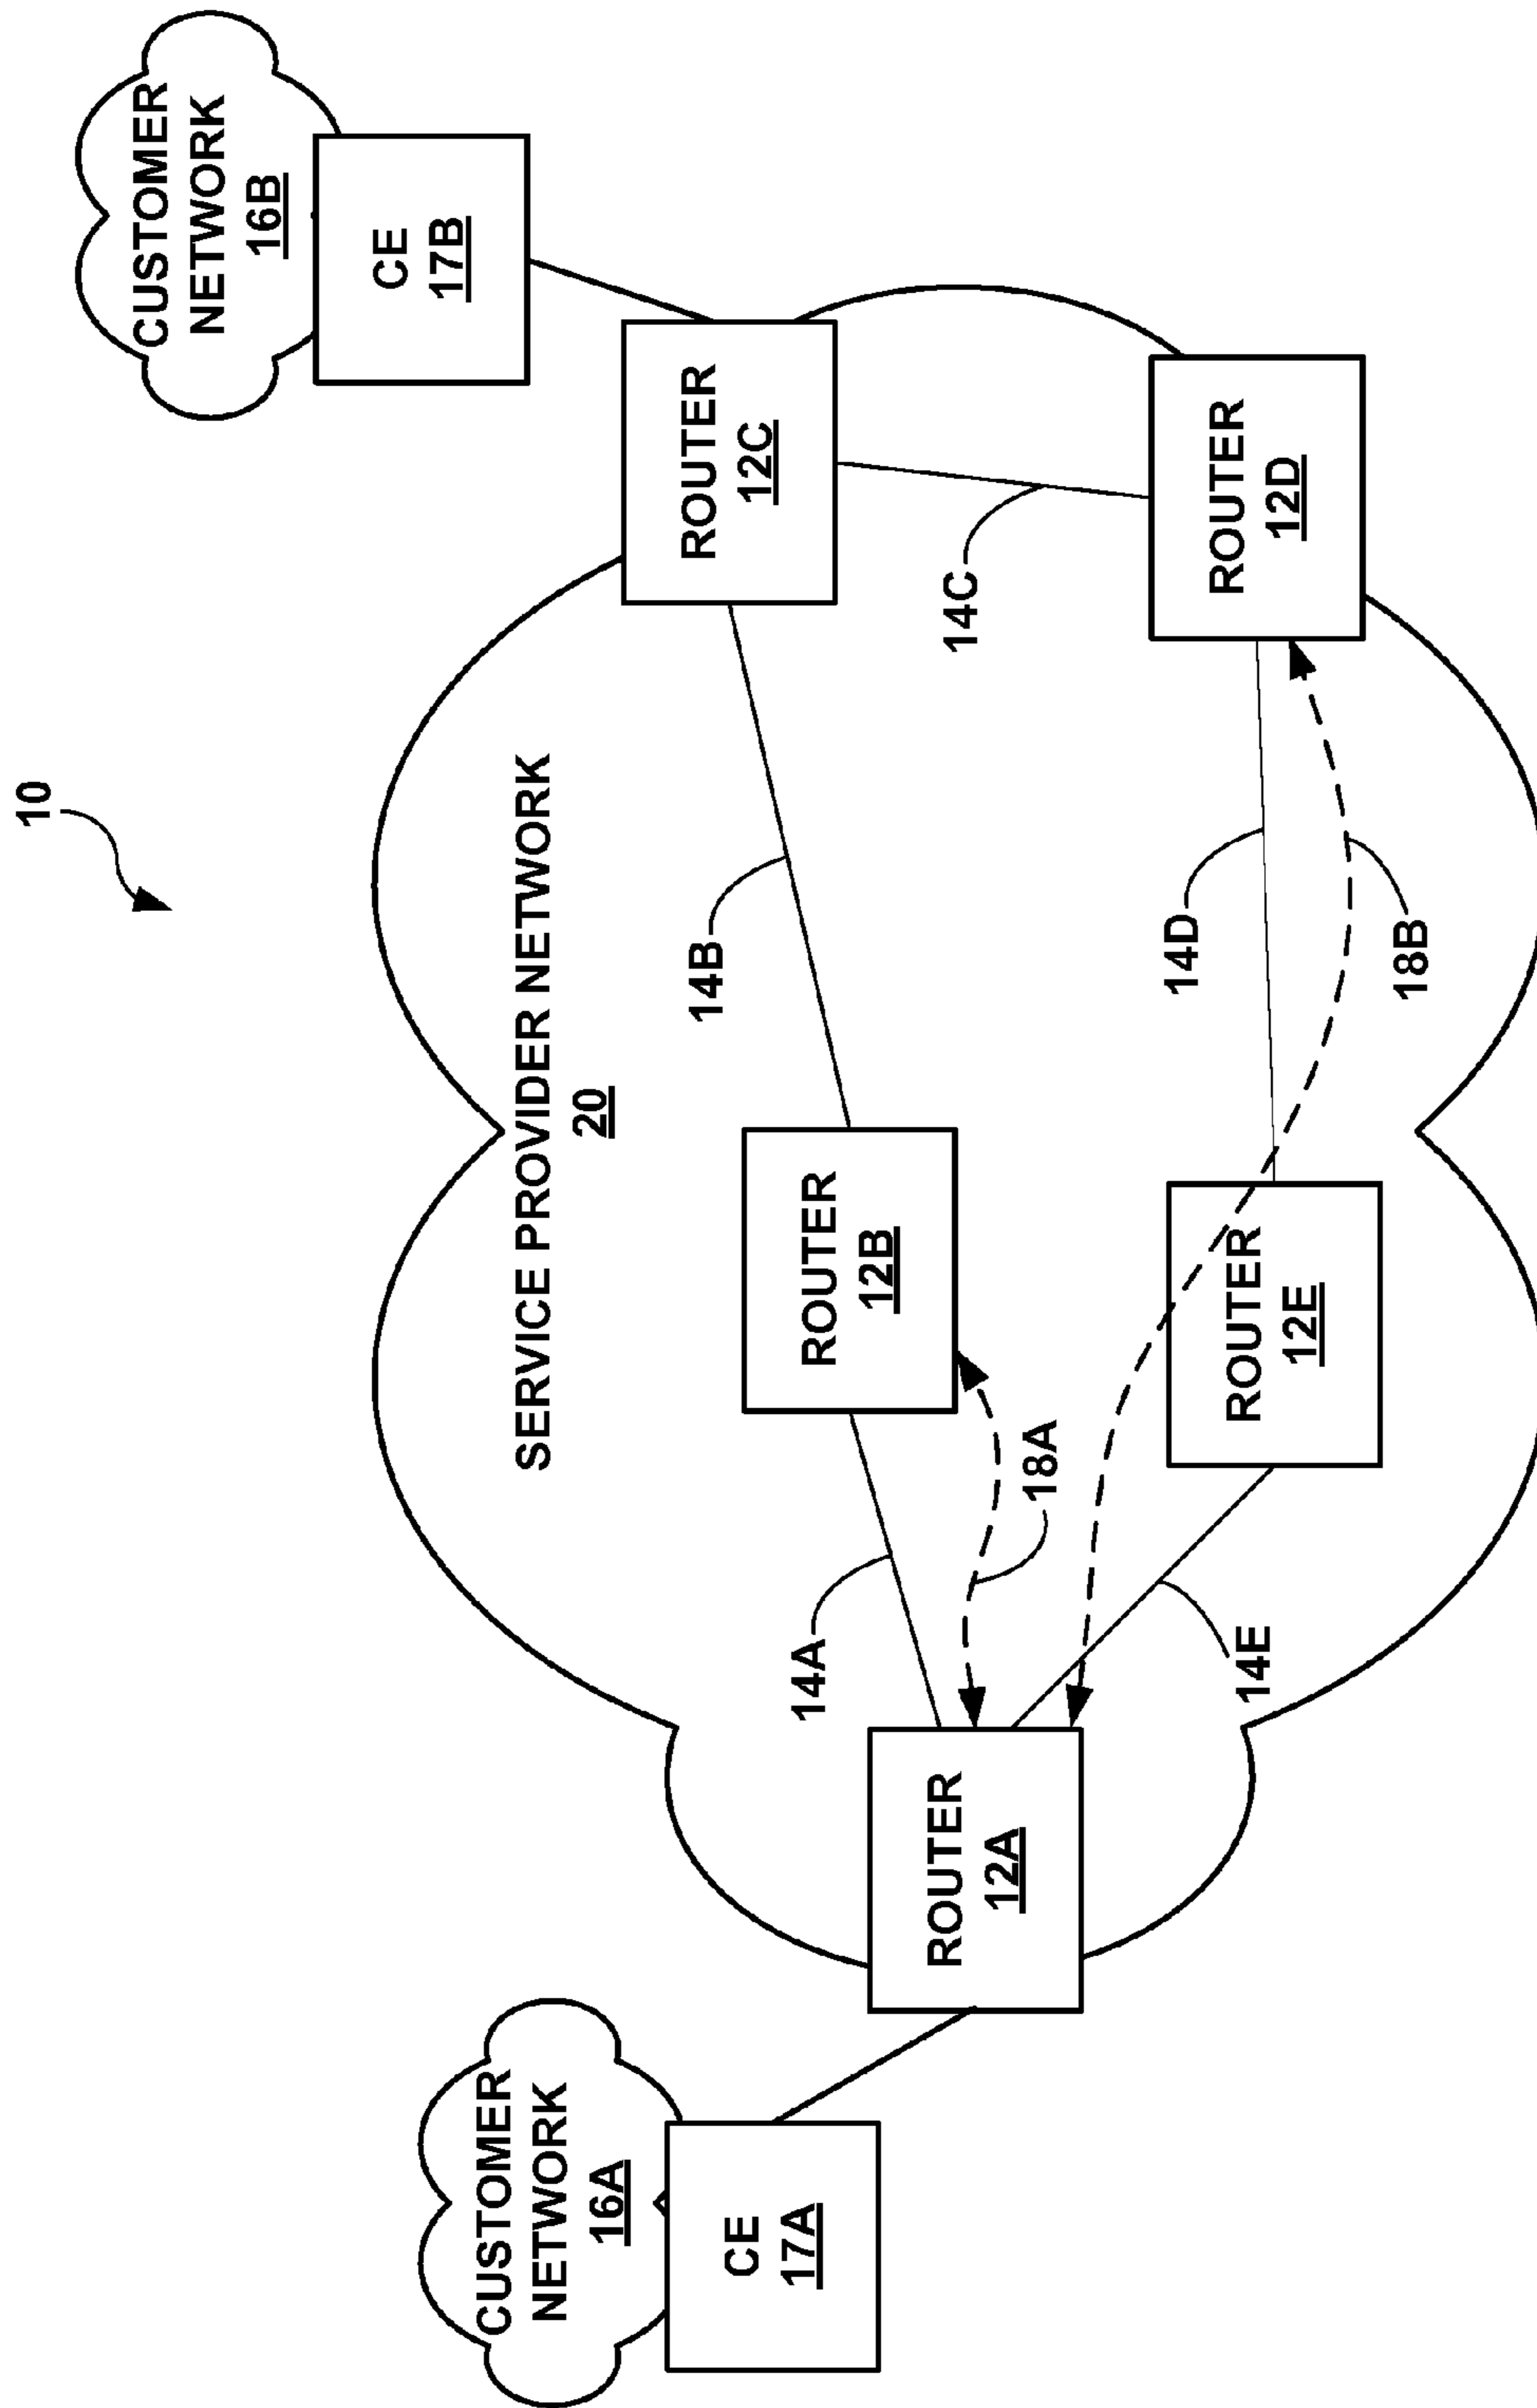 10
CUSTOMER
NETWORK
16B
CE
17B
SERVICE PROVIDER NETWORK
20
ROUTER
12C
14B
CUSTOMER
NETWORK
16A
CE
17A
14A
ROUTER
12B
14C
ROUTER
12A
18A
14D
ROUTER
12D
14E
ROUTER
12E
18B